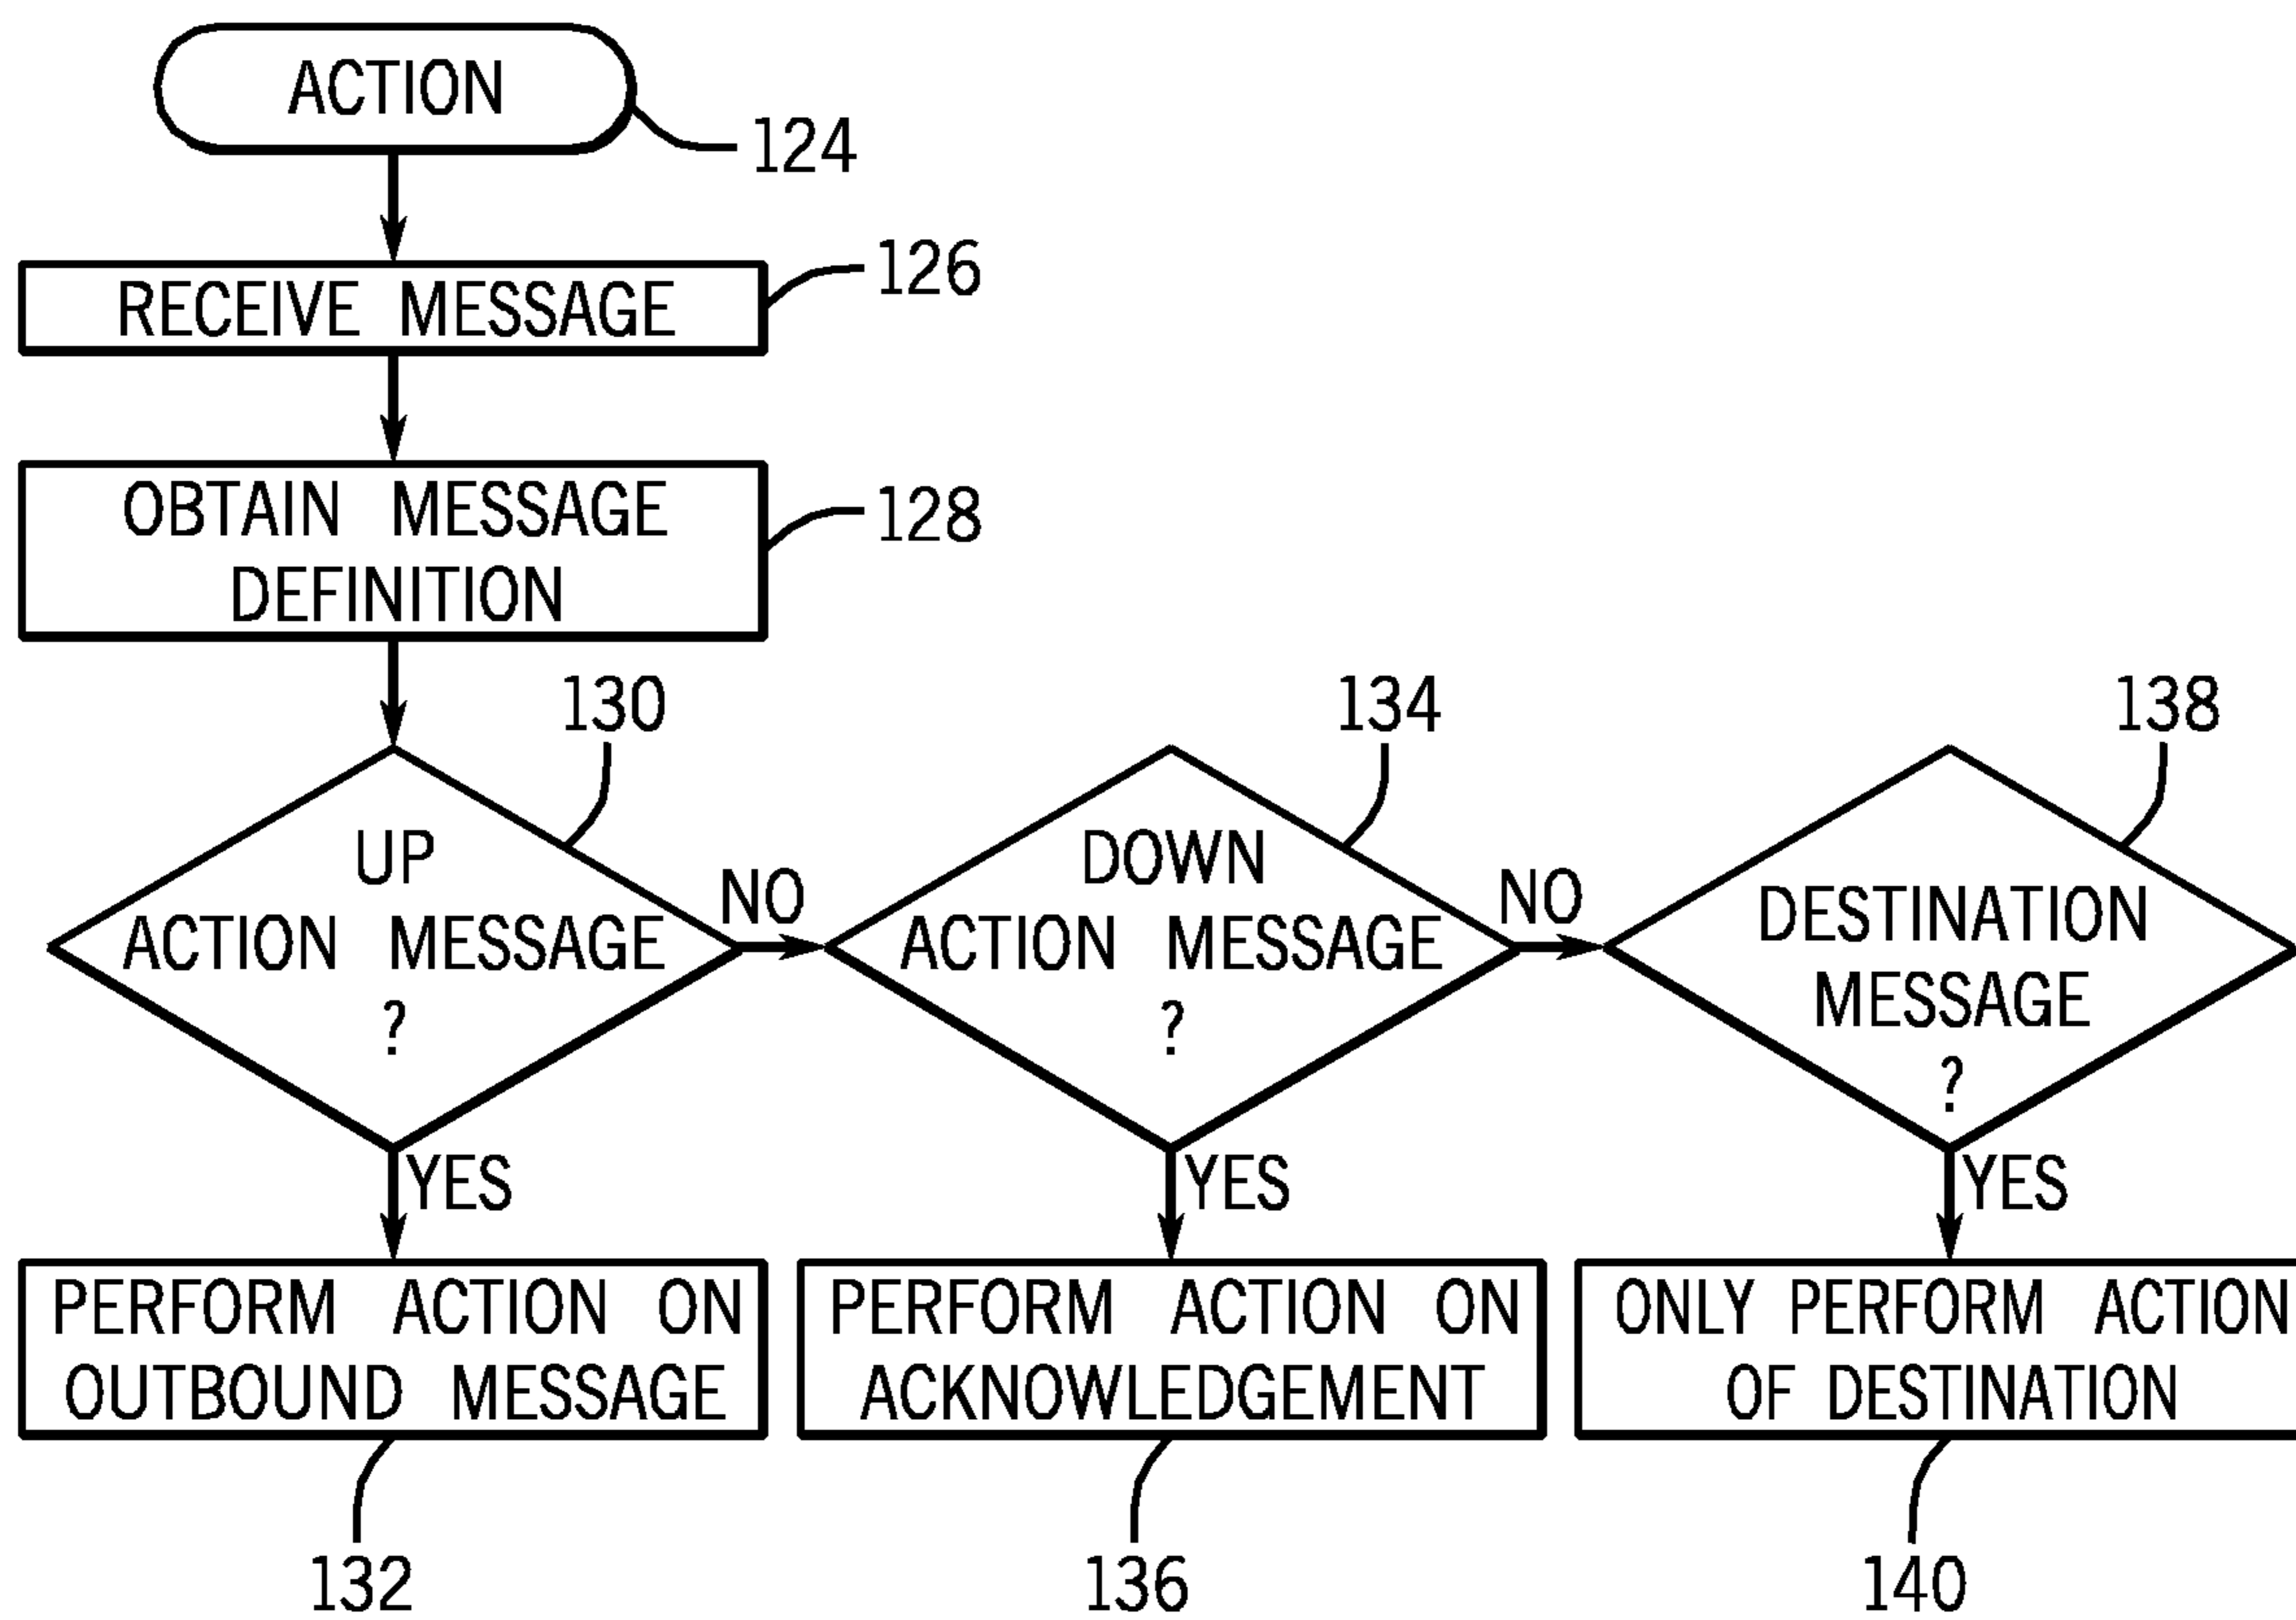 ACTION
124
RECEIVE MESSAGE
126
OBTAIN MESSAGE
DEFINITION
128
130
UP
ACTION MESSAGE
?
NO
YES
134
DOWN
ACTION MESSAGE
?
NO
YES
138
DESTINATION
MESSAGE
?
YES
PERFORM ACTION ON
OUTBOUND MESSAGE
132
PERFORM ACTION ON
ACKNOWLEDGEMENT
136
ONLY PERFORM ACTION
OF DESTINATION
140